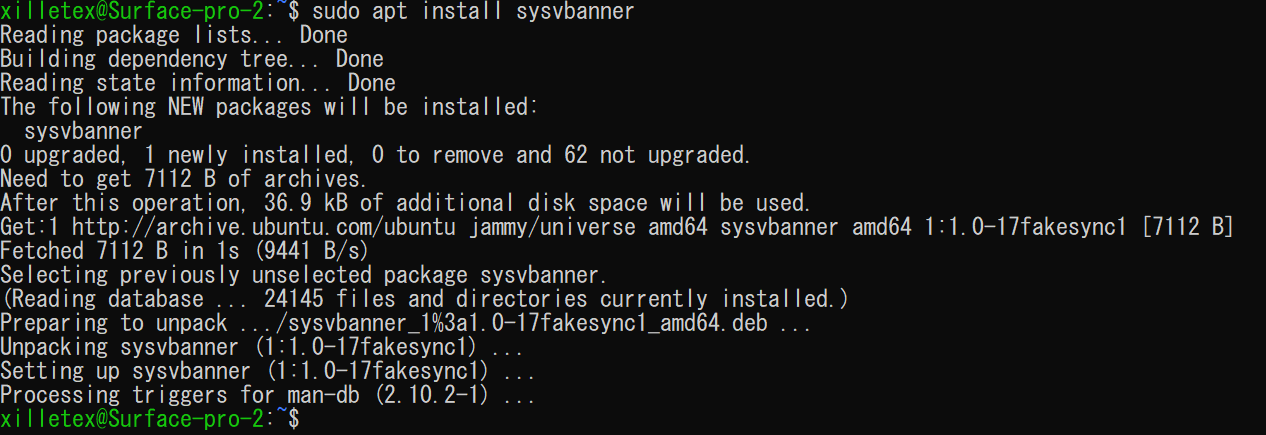 xilletex@Surface-pro-2:~$ sudo apt install sysvbanner
Reading package lists... Done
Building dependency tree... Done
Reading state information... Done
The following NEW packages will be installed:
  sysvbanner
0 upgraded, 1 newly installed, 0 to remove and 62 not upgraded.
Need to get 7112 B of archives.
After this operation, 36.9 kB of additional disk space will be used.
Get:1 http://archive.ubuntu.com/ubuntu jammy/universe amd64 sysvbanner amd64 1:1.0-17fakesync1 [7112 B]
Fetched 7112 B in 1s (9441 B/s)
Selecting previously unselected package sysvbanner.
(Reading database ... 24145 files and directories currently installed.)
Preparing to unpack .../sysvbanner_1%3a1.0-17fakesync1_amd64.deb ...
Unpacking sysvbanner (1:1.0-17fakesync1) ...
Setting up sysvbanner (1:1.0-17fakesync1) ...
Processing triggers for man-db (2.10.2-1) ...
xilletex@Surface-pro-2:~$